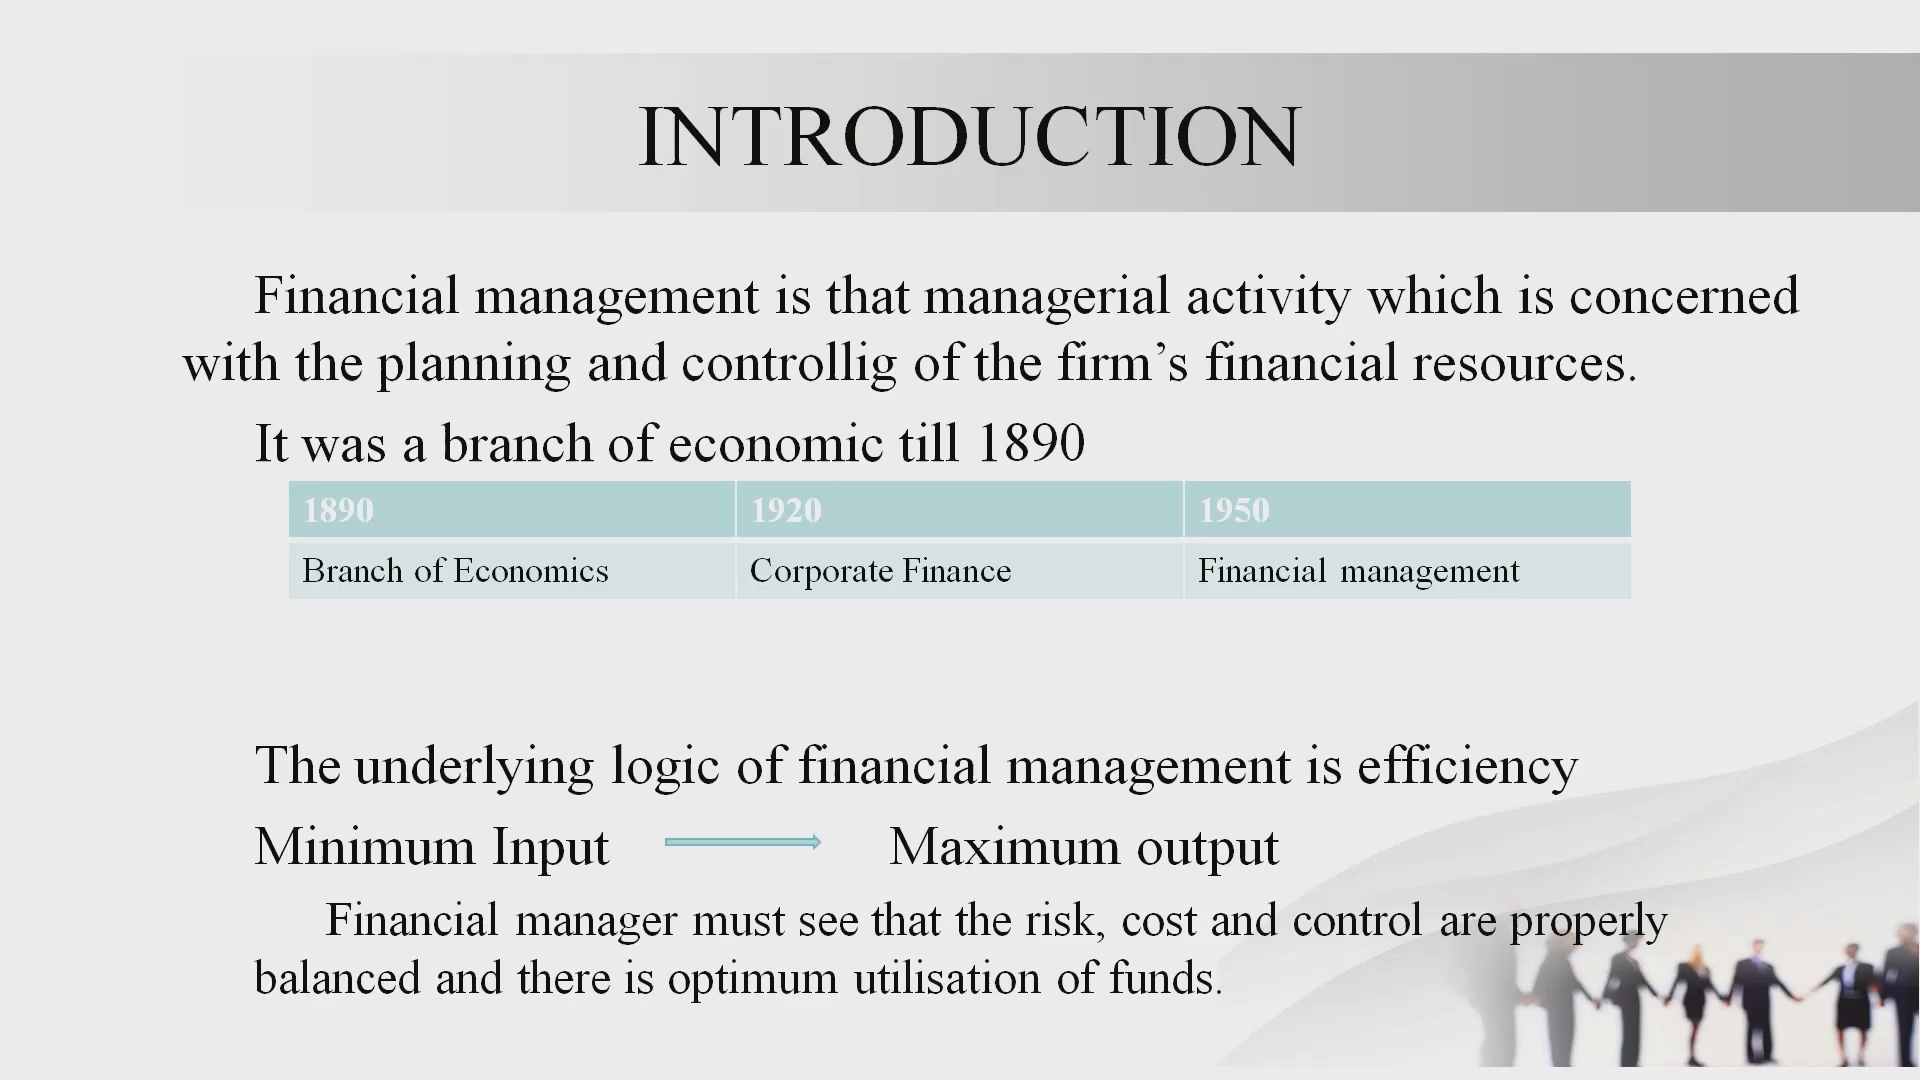 INTRODUCTION
Financial management is that managerial activity which is concerned
with the planning and controllig of the firm’s financial resources.
It was a branch of economic till 1890
1890 1920 1950
Branch of Economics Corporate Finance Financial management
The underlying logic of financial management is efficiency
Minimum Input Maximum output
Financial manager must see that the risk, cost and control are properly
balanced and there is optimum utilisation of funds.